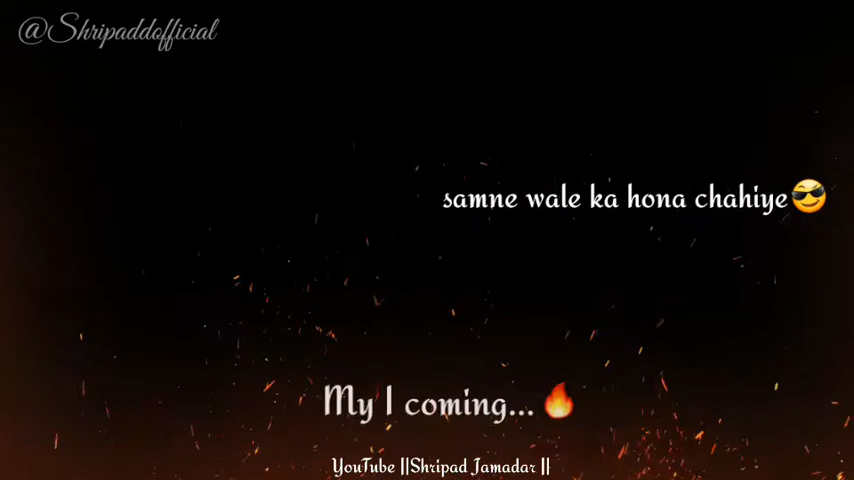 @Shripaddofficial
samne wale ka hona chahiye😎
My I coming... 🔥
YouTube ||Shripad Jamadar ||